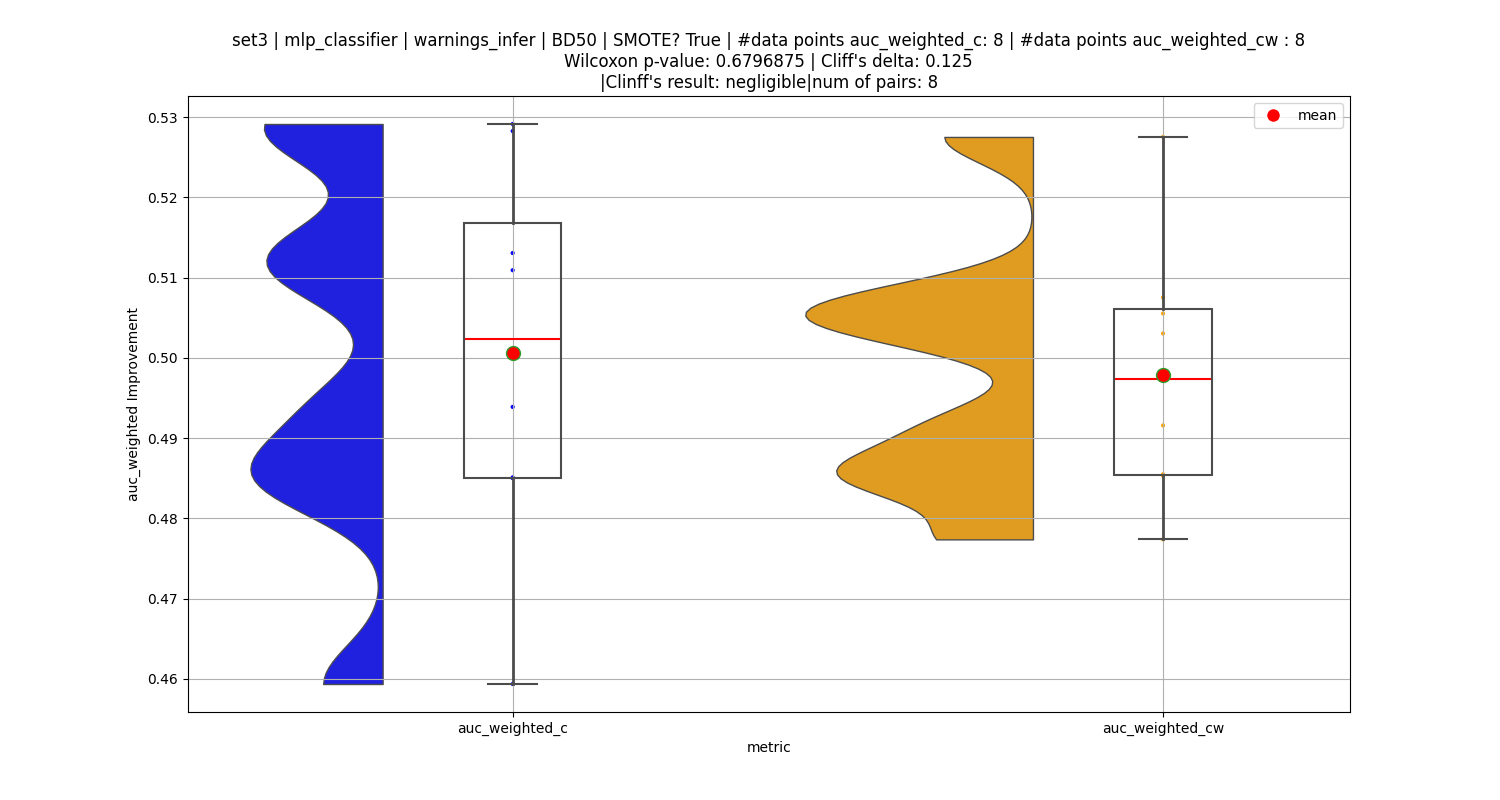 set3 | mlp_classifier | warnings_infer | BD50 | SMOTE? True | #data points auc_weighted_c: 8 | #data points auc_weighted_cw : 8
Wilcoxon p-value: 0.6796875 | Cliff's delta: 0.125
|Clinff's result: negligible|num of pairs: 8
mean
0.53
0.52
0.51
0.50
0.49
0.48
0.47
0.46
auc_weighted Improvement
auc_weighted_c
auc_weighted_cw
metric